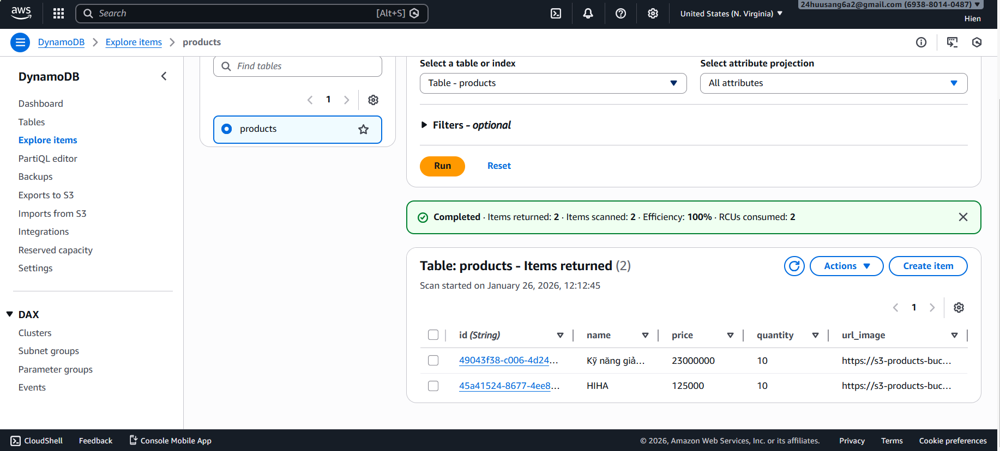 aws
Search
[Alt+S]
United States (N. Virginia)
24huusang6a2@gmail.com (6938-8014-0487)
Hien
DynamoDB
Explore items
products
DynamoDB
Dashboard
Tables
Explore items
PartiQL editor
Backups
Exports to S3
Imports from S3
Integrations
Reserved capacity
Settings
DAX
Clusters
Subnet groups
Parameter groups
Events
Find tables
1
products
Select a table or index
Table - products
Select attribute projection
All attributes
Filters - optional
Run
Reset
Completed · Items returned: 2 · Items scanned: 2 · Efficiency: 100% · RCUs consumed: 2
Table: products - Items returned (2)
Actions
Create item
Scan started on January 26, 2026, 12:12:45
1
id (String) name price quantity url_image
49043f38-c006-4d24... Kỹ năng giả... 23000000 10 https://s3-products-buc...
45a41524-8677-4ee8... HIHA 125000 10 https://s3-products-buc...
CloudShell
Feedback
Console Mobile App
© 2026, Amazon Web Services, Inc. or its affiliates.
Privacy
Terms
Cookie preferences